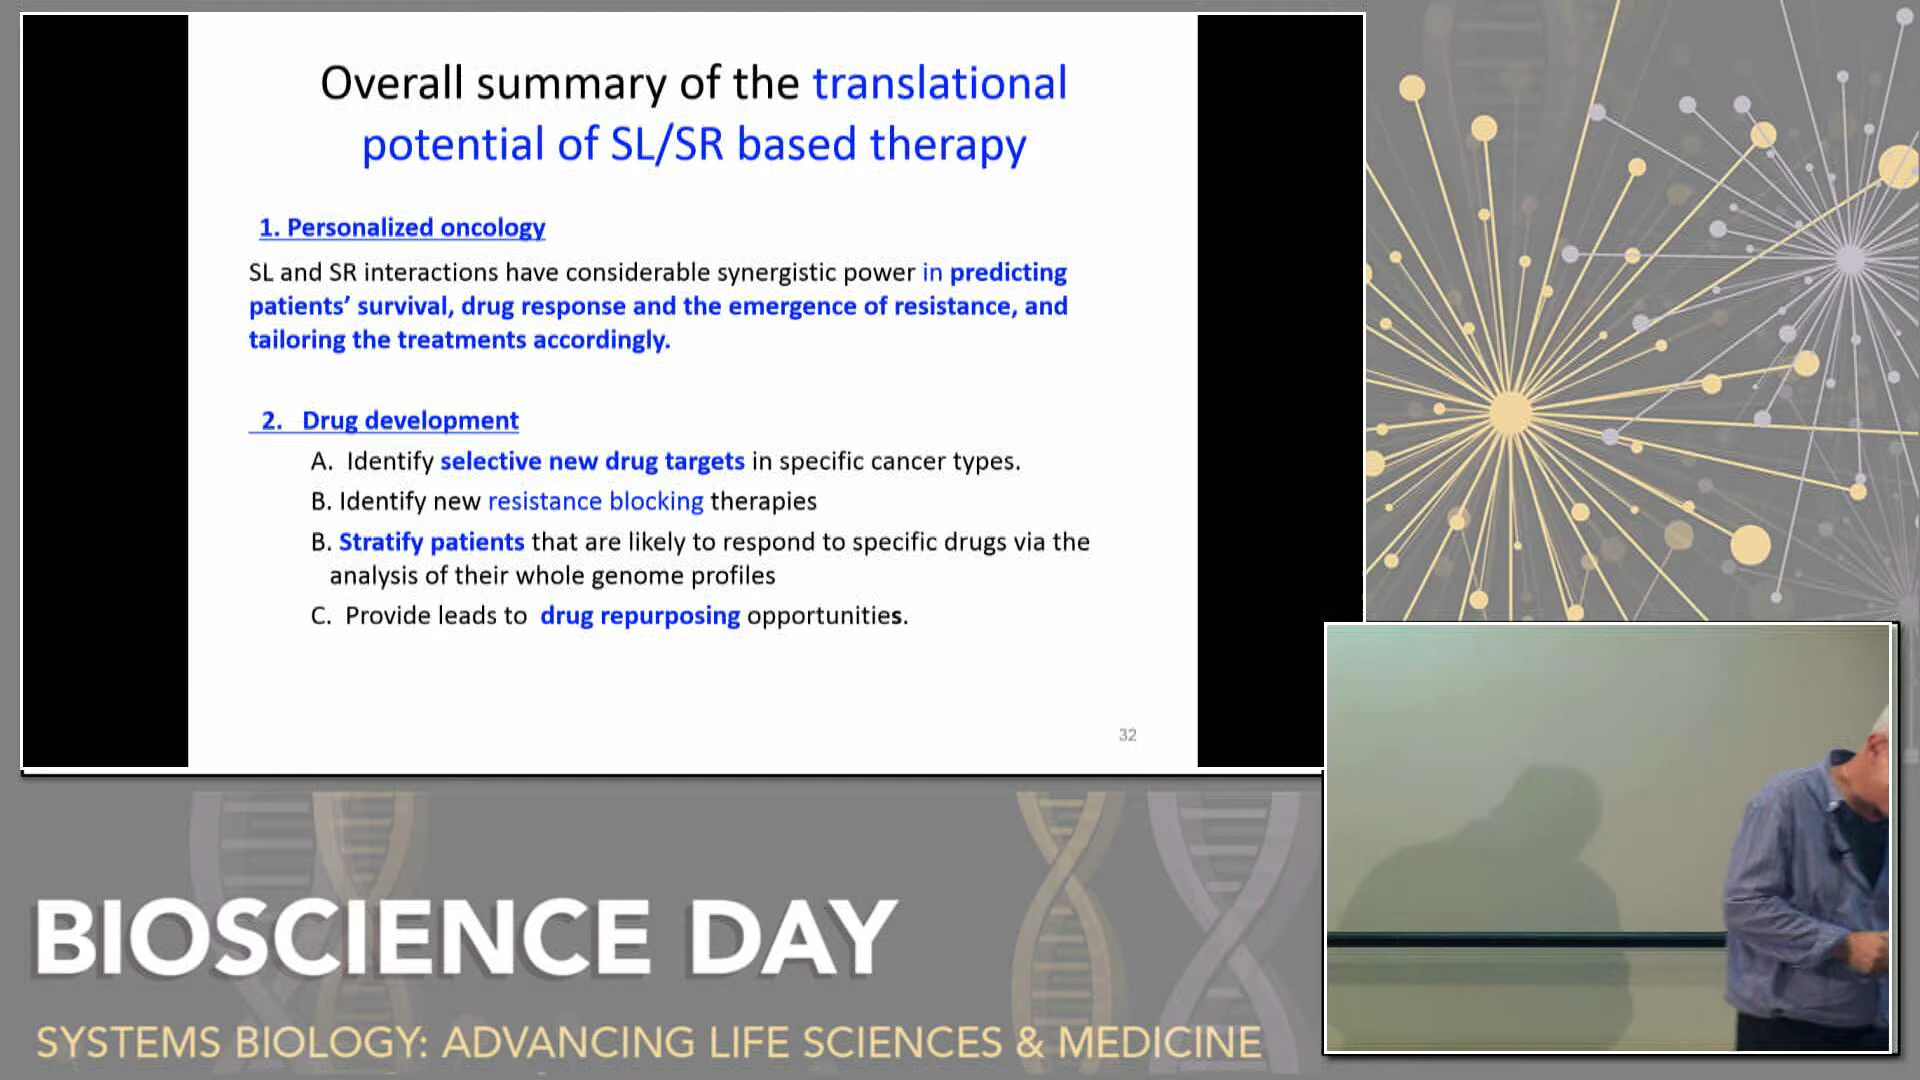 Overall summary of the translational
potential of SL/SR based therapy
1. Personalized oncology
SL and SR interactions have considerable synergistic power in predicting
patients’ survival, drug response and the emergence of resistance, and
tailoring the treatments accordingly.
2. Drug development
A. Identify selective new drug targets in specific cancer types.
B. Identify new resistance blocking therapies
B. Stratify patients that are likely to respond to specific drugs via the
analysis of their whole genome profiles
C. Provide leads to drug repurposing opportunities.
32
BIOSCIENCE DAY
SYSTEMS BIOLOGY: ADVANCING LIFE SCIENCES & MEDICINE